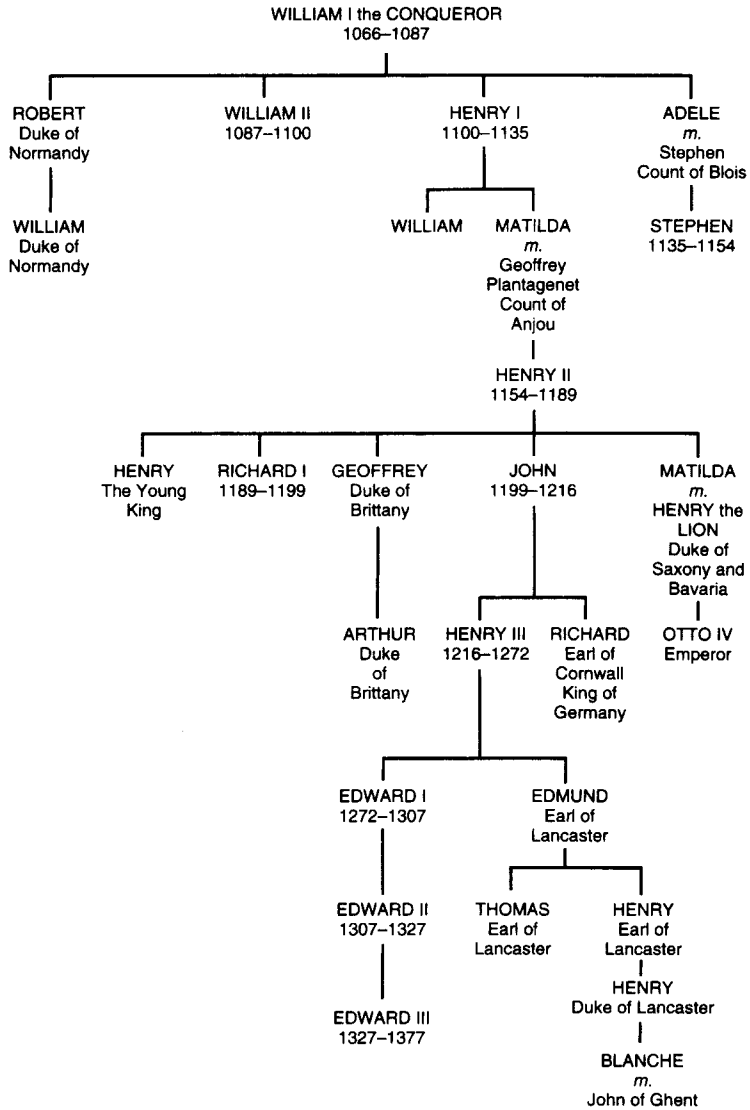 WILLIAM I the CONQUEROR
1066–1087
ROBERT
Duke of
Normandy
WILLIAM II
1087–1100
HENRY I
1100–1135
ADELE
m.
Stephen
Count of Blois
WILLIAM
Duke of
Normandy
WILLIAM
MATILDA
m.
Geoffrey
Plantagenet
Count of
Anjou
STEPHEN
1135–1154
HENRY II
1154–1189
HENRY
The Young
King
RICHARD I
1189–1199
GEOFFREY
Duke of
Brittany
JOHN
1199–1216
MATILDA
m.
HENRY the
LION
Duke of
Saxony and
Bavaria
ARTHUR
Duke
of
Brittany
HENRY III
1216–1272
RICHARD
Earl of
Cornwall
King of
Germany
OTTO IV
Emperor
EDWARD I
1272–1307
EDMUND
Earl of
Lancaster
EDWARD II
1307–1327
THOMAS
Earl of
Lancaster
HENRY
Earl of
Lancaster
EDWARD III
1327–1377
HENRY
Duke of Lancaster
BLANCHE
m.
John of Ghent